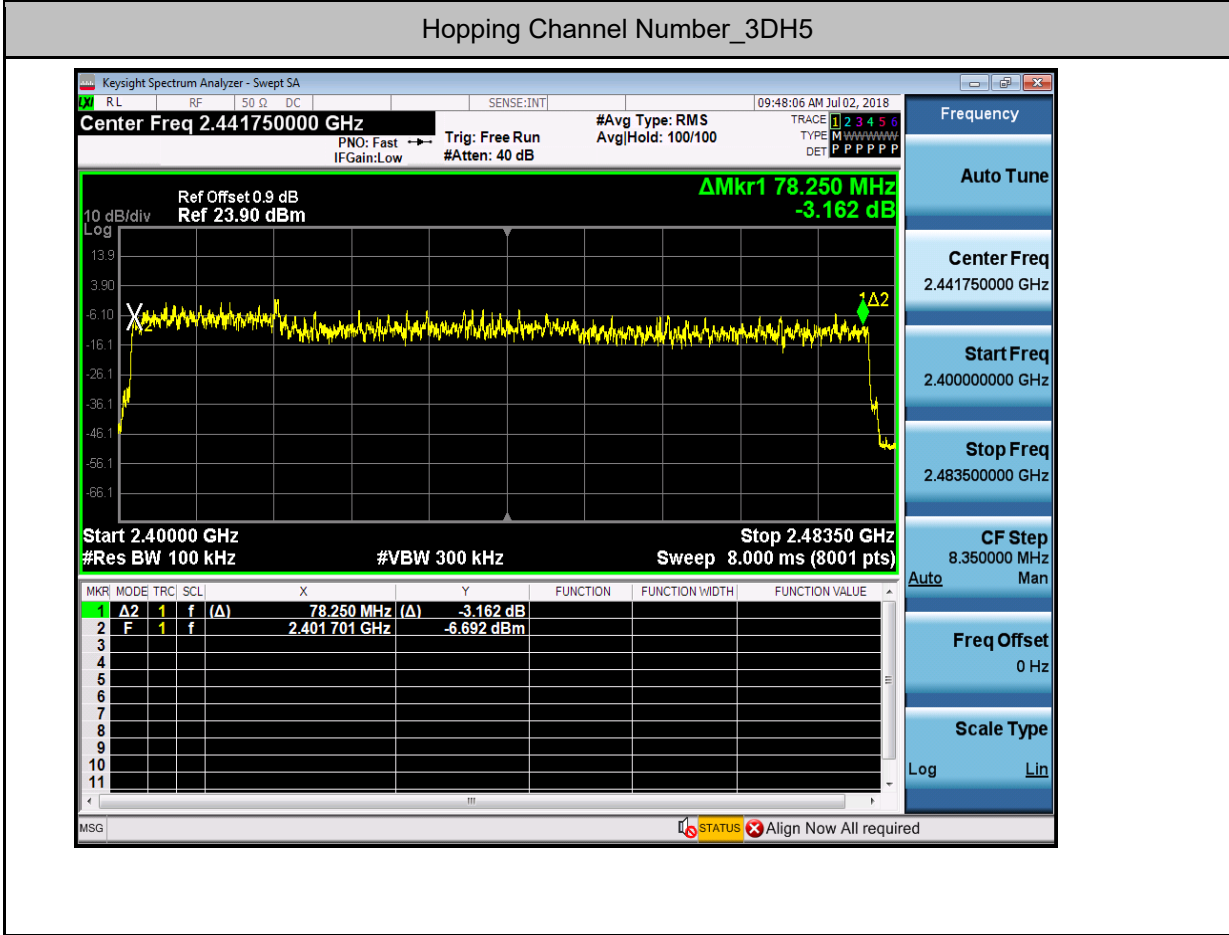 Hopping Channel Number_3DH5
Keysight Spectrum Analyzer - Swept SA
LXI RL RF 50 Ω DC SENSE:INT 09:48:06 AM Jul 02, 2018
Center Freq 2.441750000 GHz
PNO: Fast
IFGain:Low
Trig: Free Run
#Atten: 40 dB
#Avg Type: RMS
Avg|Hold: 100/100
TRACE 1 2 3 4 5 6
TYPE M WWWWW
DET P P P P P P
ΔMkr1 78.250 MHz
-3.162 dB
Ref Offset 0.9 dB
10 dB/div Ref 23.90 dBm
Log
13.9
3.90
-6.10
-16.1
-26.1
-36.1
-46.1
-56.1
-66.1
X2
1Δ2
Start 2.40000 GHz Stop 2.48350 GHz
#Res BW 100 kHz #VBW 300 kHz Sweep 8.000 ms (8001 pts)
MKR MODE TRC SCL X Y FUNCTION FUNCTION WIDTH FUNCTION VALUE
1 Δ2 1 f (Δ) 78.250 MHz (Δ) -3.162 dB
2 F 1 f 2.401 701 GHz -6.692 dBm
3
4
5
6
7
8
9
10
11
MSG STATUS Align Now All required
Frequency
Auto Tune
Center Freq
2.441750000 GHz
Start Freq
2.400000000 GHz
Stop Freq
2.483500000 GHz
CF Step
8.350000 MHz
Auto Man
Freq Offset
0 Hz
Scale Type
Log Lin